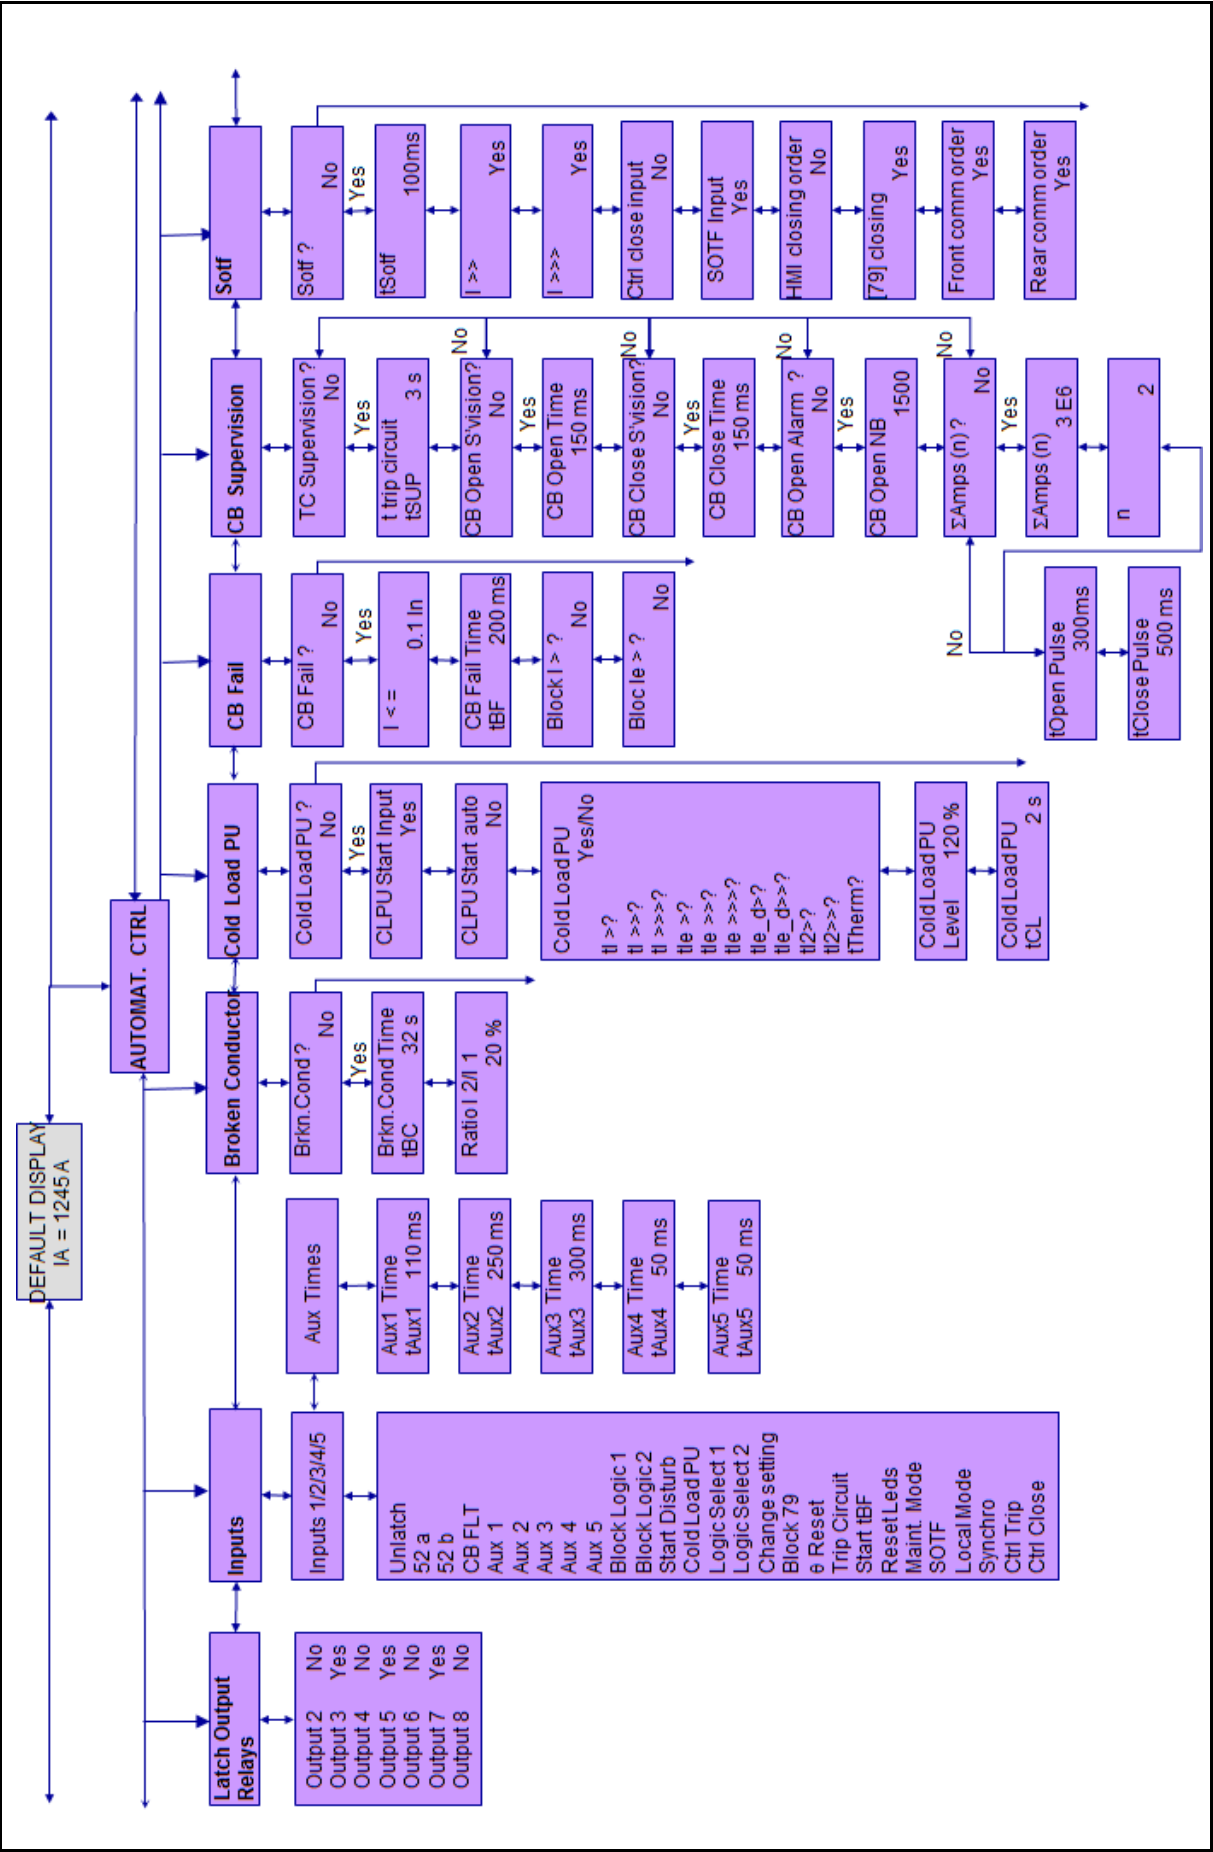 DEFAULT DISPLAY
IA = 1245 A
AUTOMAT. CTRL
Latch Output
Relays
Output 2 No
Output 3 Yes
Output 4 No
Output 5 Yes
Output 6 No
Output 7 Yes
Output 8 No
Inputs
Inputs 1/2/3/4/5
Unlatch
52 a
52 b
CB FLT
Aux 1
Aux 2
Aux 3
Aux 4
Aux 5
Block Logic 1
Block Logic 2
Start Disturb
Cold Load PU
Logic Select 1
Logic Select 2
Change setting
Block 79
θ Reset
Trip Circuit
Start tBF
Reset Leds
Maint. Mode
SOTF
Local Mode
Synchro
Ctrl Trip
Ctrl Close
Aux Times
Aux1 Time
tAux1 110 ms
Aux2 Time
tAux2 250 ms
Aux3 Time
tAux3 300 ms
Aux4 Time
tAux4 50 ms
Aux5 Time
tAux5 50 ms
Broken Conductor
Brkn.Cond ?
No
Yes
Brkn.Cond Time
tBC 32 s
Ratio I 2/I 1
20 %
Cold Load PU
Cold Load PU ?
No
Yes
CLPU Start Input
Yes
CLPU Start auto
No
Cold Load PU
Yes/No
tI >?
tI >>?
tI >>>?
tIe >?
tIe >>?
tIe >>>?
tIe_d>?
tIe_d>>?
tI2>?
tI2>>?
tTherm?
Cold Load PU
Level 120 %
Cold Load PU
tCL 2 s
CB Fail
CB Fail ?
No
Yes
I < =
0.1 In
CB Fail Time
tBF 200 ms
Block I > ?
No
Bloc Ie > ?
No
CB Supervision
TC Supervision ?
No
Yes
t trip circuit
tSUP 3 s
No
CB Open S'vision?
No
Yes
CB Open Time
150 ms
No
CB Close S'vision?
No
Yes
CB Close Time
150 ms
No
CB Open Alarm ?
No
Yes
CB Open NB
1500
No
ΣAmps (n) ?
No
Yes
ΣAmps (n)
3 E6
n
2
No
tOpen Pulse
300ms
tClose Pulse
500 ms
Sotf
Sotf ?
No
Yes
tSotf
100ms
I >>
Yes
I >>>
Yes
Ctrl close input
No
SOTF Input
Yes
HMI closing order
No
[79] closing
Yes
Front comm order
Yes
Rear comm order
Yes